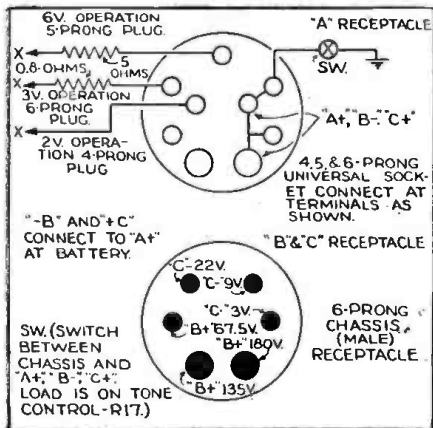 6V. OPERATION
5-PRONG PLUG.
"A" RECEPTACLE
X
5
OHMS
0.8-OHMS
SW.
X
3V. OPERATION
6-PRONG
PLUG.
X
"A+", "B-", "C+"
2V. OPERA-
TION 4-PRONG
PLUG
4,5,& 6-PRONG
UNIVERSAL SOCK-
ET CONNECT AT
TERMINALS AS
SHOWN.
"-B" AND "+C"
CONNECT TO "A+"
AT BATTERY.
"B"&"C" RECEPTACLE
"C"-22V.
"C-"9V.
"C-"3V.
B+"67.5V.
"B+"180V.
"B+"135V.
6-PRONG
CHASSIS
(MALE)
RECEPTACLE
SW.(SWITCH
BETWEEN
CHASSIS AND
"A+", "B-", "C+".
LOAD IS ON TONE
CONTROL-R17.)